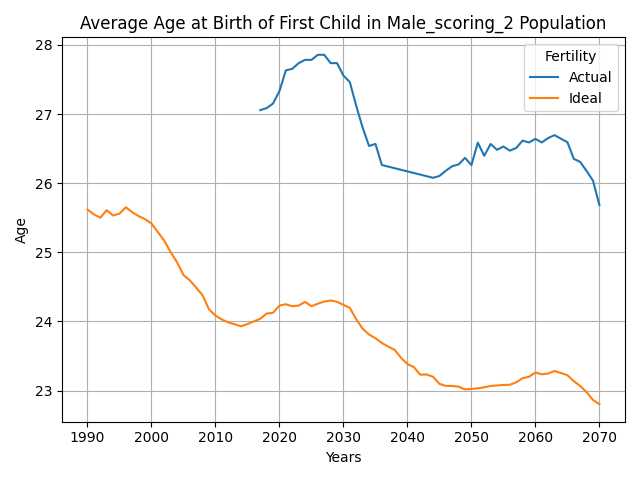 Average Age at Birth of First Child in Male_scoring_2 Population
Fertility
Actual
Ideal
Age
28
27
26
25
24
23
1990 2000 2010 2020 2030 2040 2050 2060 2070
Years